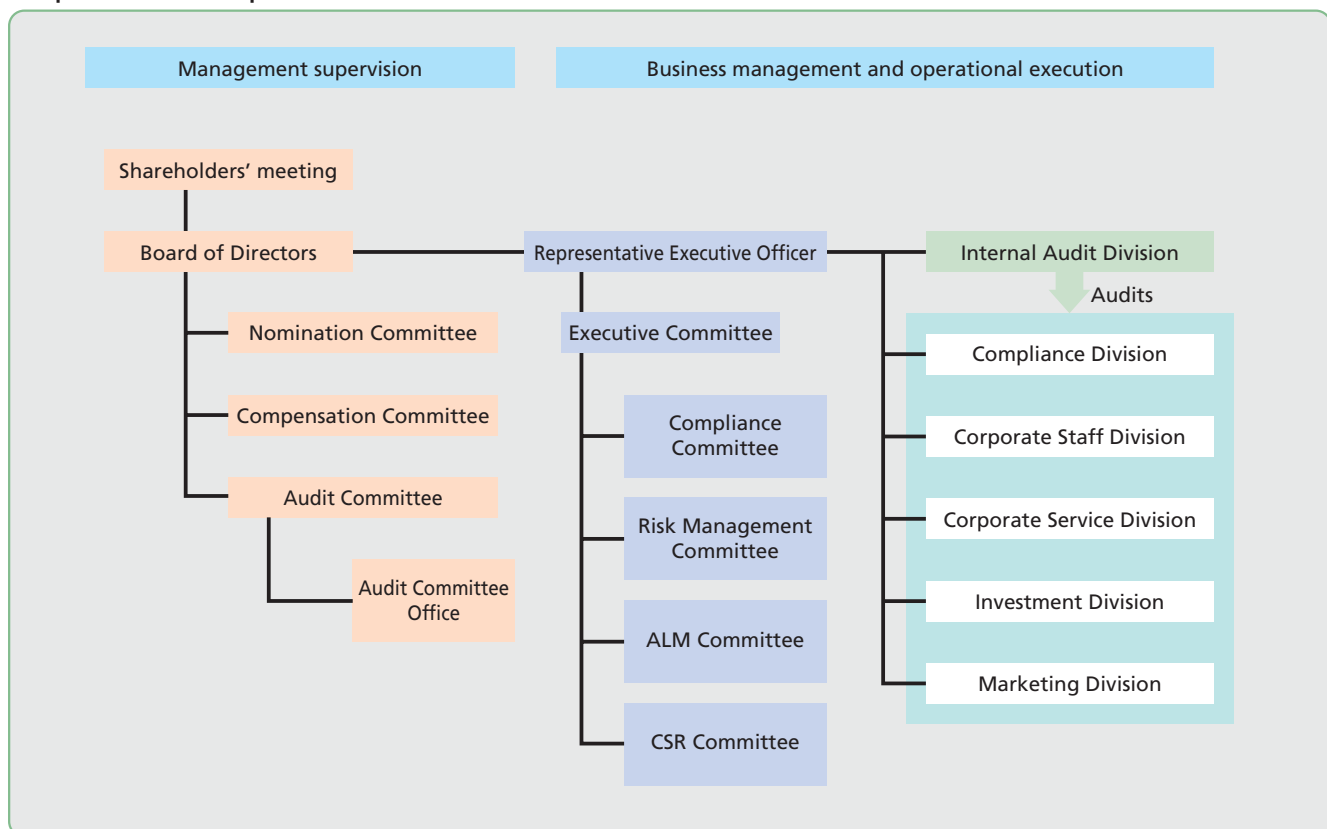 Management supervision
Business management and operational execution
Shareholders’ meeting
Board of Directors
Representative Executive Officer
Internal Audit Division
Audits
Nomination Committee
Executive Committee
Compliance Division
Compensation Committee
Compliance
Committee
Corporate Staff Division
Audit Committee
Risk Management
Committee
Corporate Service Division
Audit Committee
Office
ALM Committee
Investment Division
CSR Committee
Marketing Division